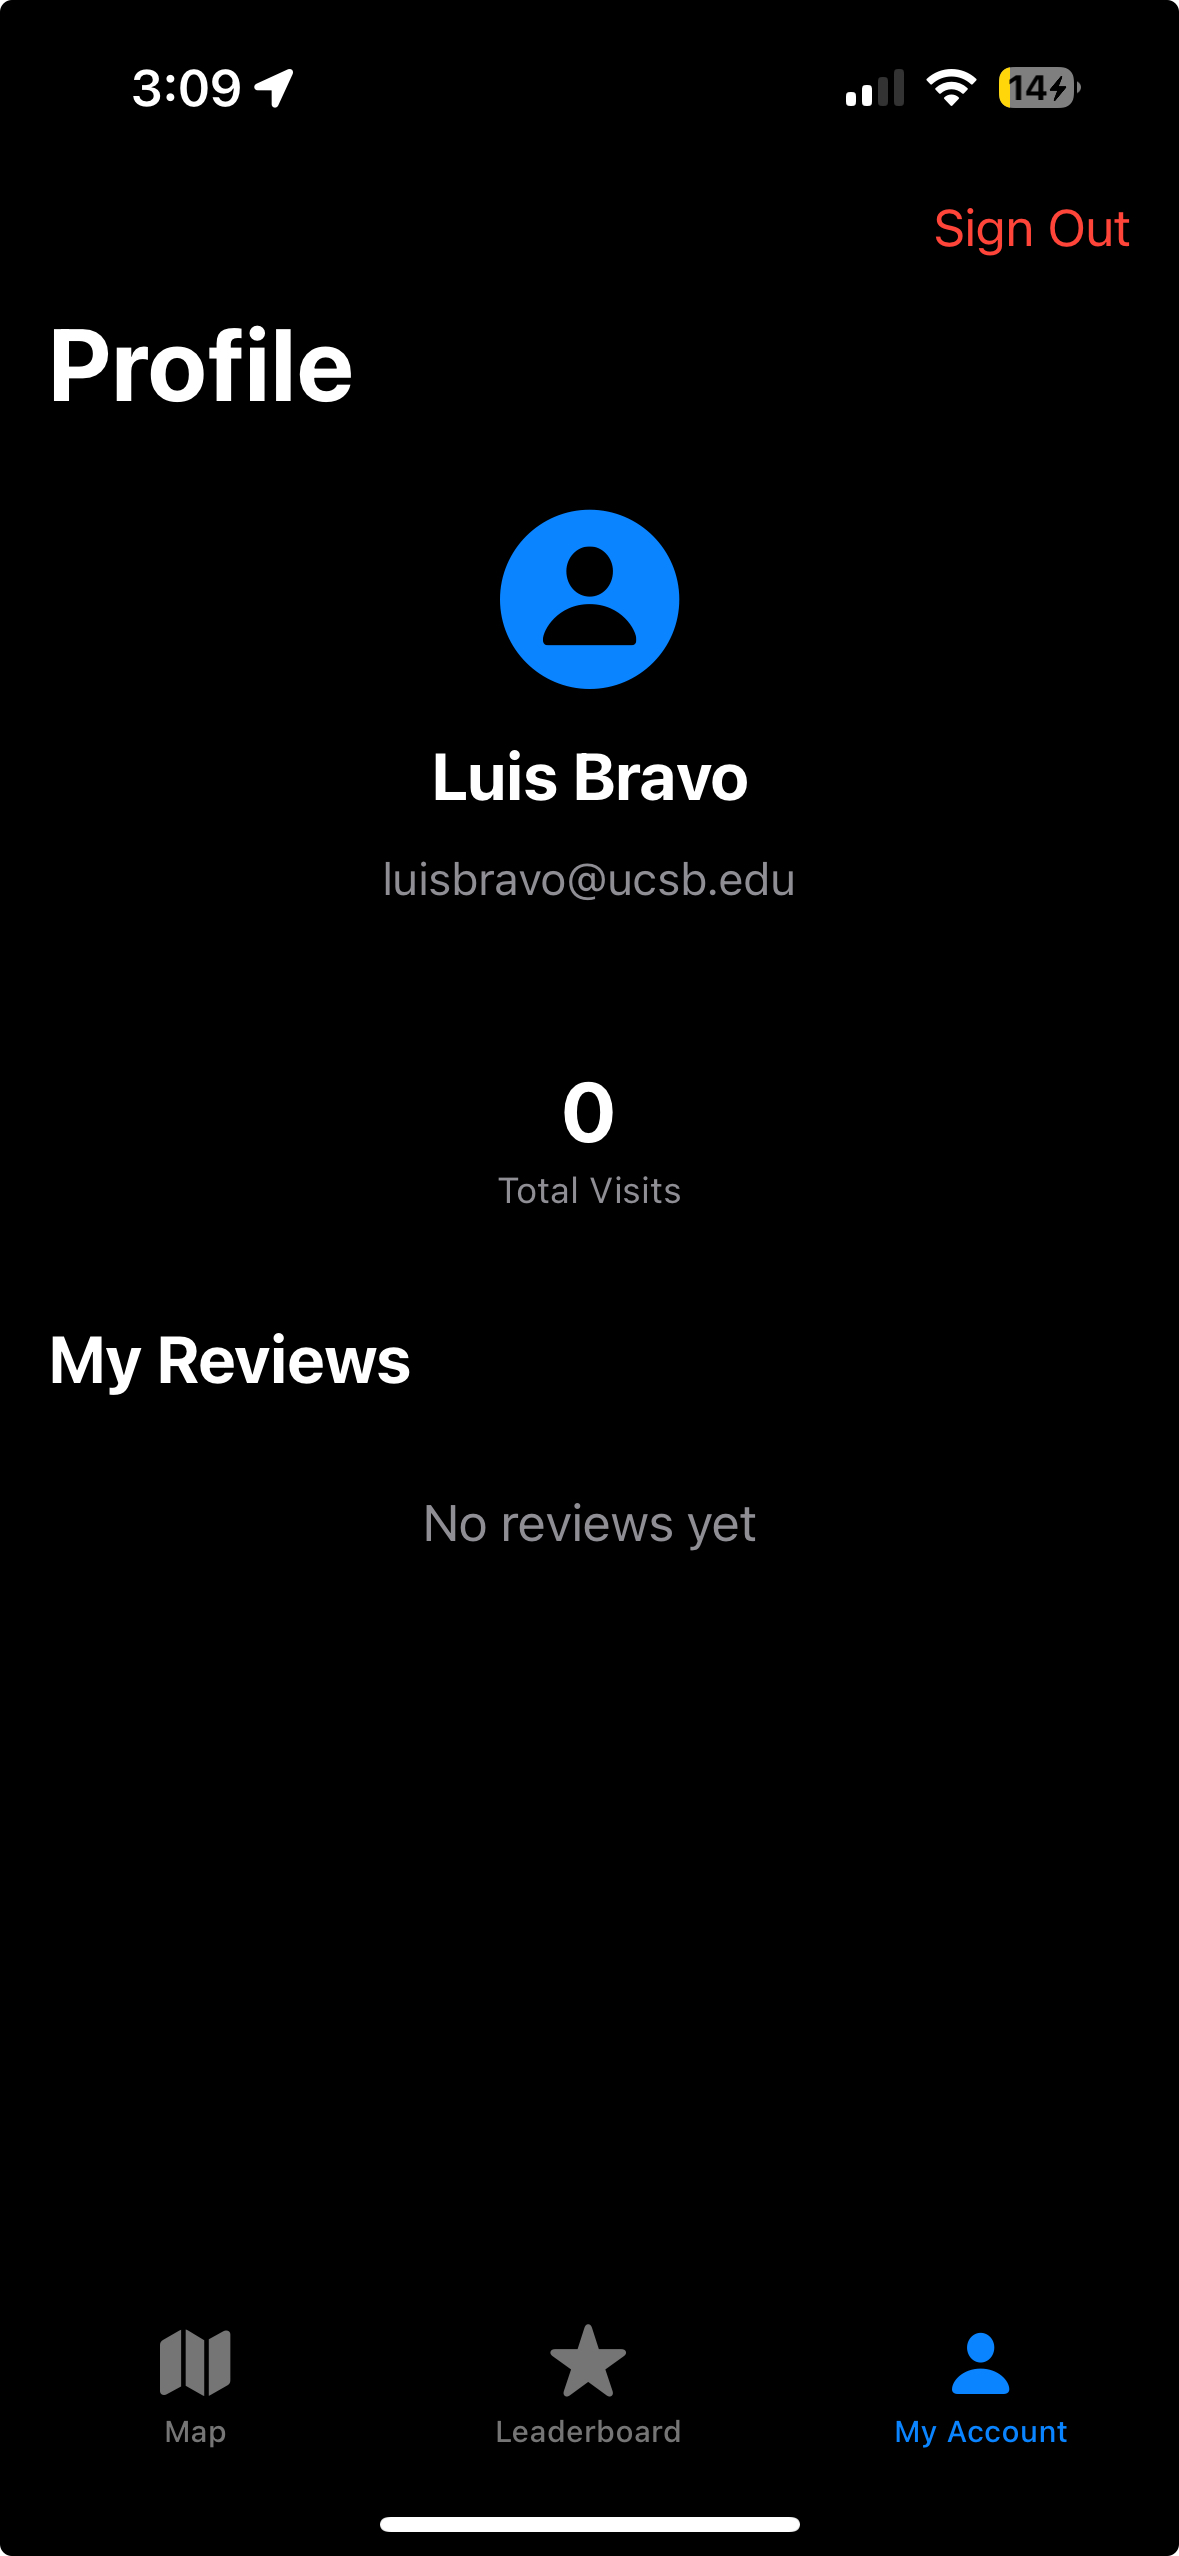 3:09
14
Sign Out
Profile
Luis Bravo
luisbravo@ucsb.edu
0
Total Visits
My Reviews
No reviews yet
Map
Leaderboard
My Account